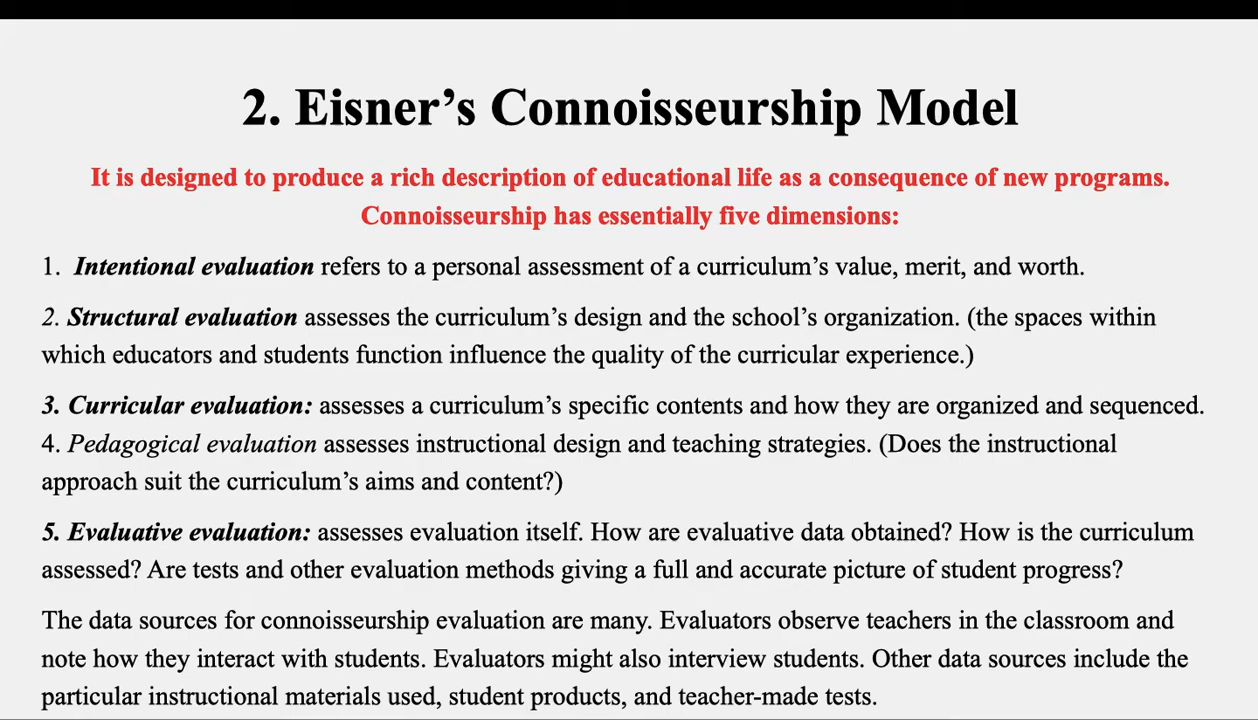 2. Eisner’s Connoisseurship Model
It is designed to produce a rich description of educational life as a consequence of new programs.
Connoisseurship has essentially five dimensions:
1. Intentional evaluation refers to a personal assessment of a curriculum’s value, merit, and worth.
2. Structural evaluation assesses the curriculum’s design and the school’s organization. (the spaces within
which educators and students function influence the quality of the curricular experience.)
3. Curricular evaluation: assesses a curriculum’s specific contents and how they are organized and sequenced.
4. Pedagogical evaluation assesses instructional design and teaching strategies. (Does the instructional
approach suit the curriculum’s aims and content?)
5. Evaluative evaluation: assesses evaluation itself. How are evaluative data obtained? How is the curriculum
assessed? Are tests and other evaluation methods giving a full and accurate picture of student progress?
The data sources for connoisseurship evaluation are many. Evaluators observe teachers in the classroom and
note how they interact with students. Evaluators might also interview students. Other data sources include the
particular instructional materials used, student products, and teacher-made tests.